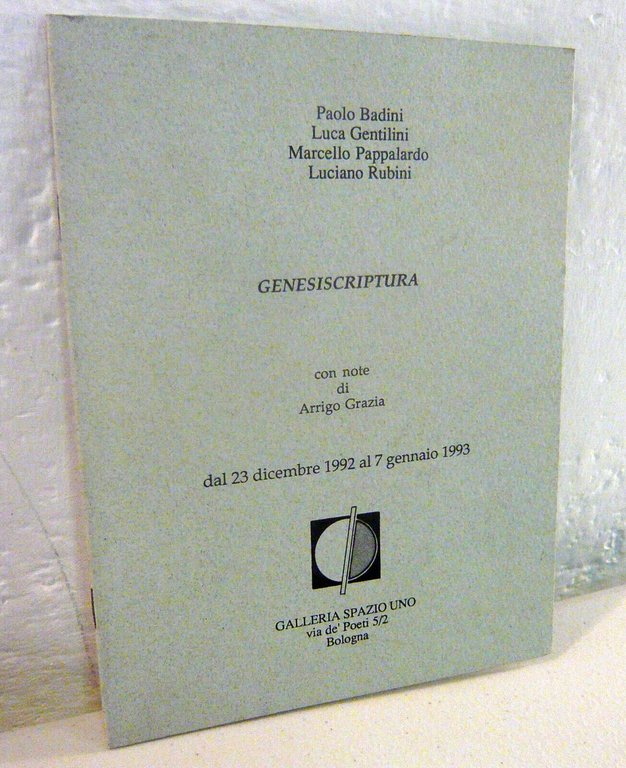 Paolo Badini
Luca Gentilini
Marcello Pappalardo
Luciano Rubini
GENESISCRIPTURA
con note
di
Arrigo Grazia
dal 23 dicembre 1992 al 7 gennaio 1993
GALLERIA SPAZIO UNO
via de' Poeti 5/2
Bologna